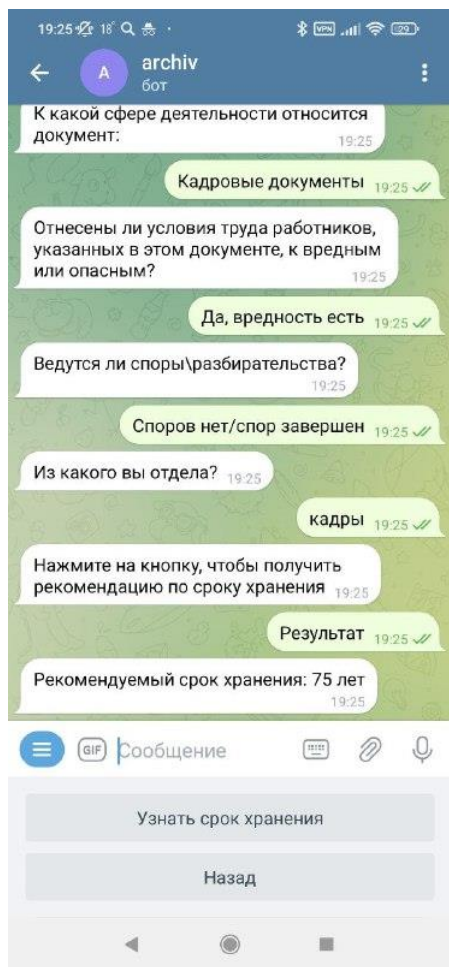 19:25 18° VPN 29
A archiv
бот
К какой сфере деятельности относится
документ: 19:25
Кадровые документы 19:25
Отнесены ли условия труда работников,
указанных в этом документе, к вредным
или опасным? 19:25
Да, вредность есть 19:25
Ведутся ли споры\разбирательства?
19:25
Споров нет/спор завершен 19:25
Из какого вы отдела? 19:25
кадры 19:25
Нажмите на кнопку, чтобы получить
рекомендацию по сроку хранения 19:25
Результат 19:25
Рекомендуемый срок хранения: 75 лет
19:25
GIF Сообщение
Узнать срок хранения
Назад